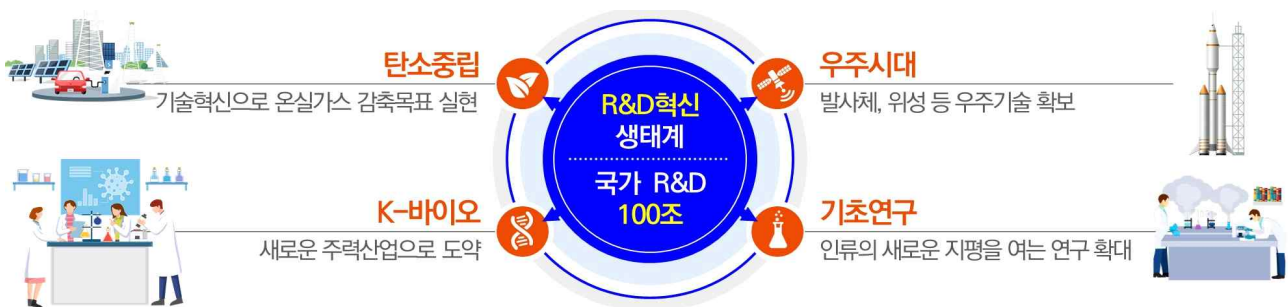 탄소중립
기술혁신으로 온실가스 감축목표 실현
K-바이오
새로운 주력산업으로 도약
R&D혁신
생태계
국가 R&D
100조
우주시대
발사체, 위성 등 우주기술 확보
기초연구
인류의 새로운 지평을 여는 연구 확대